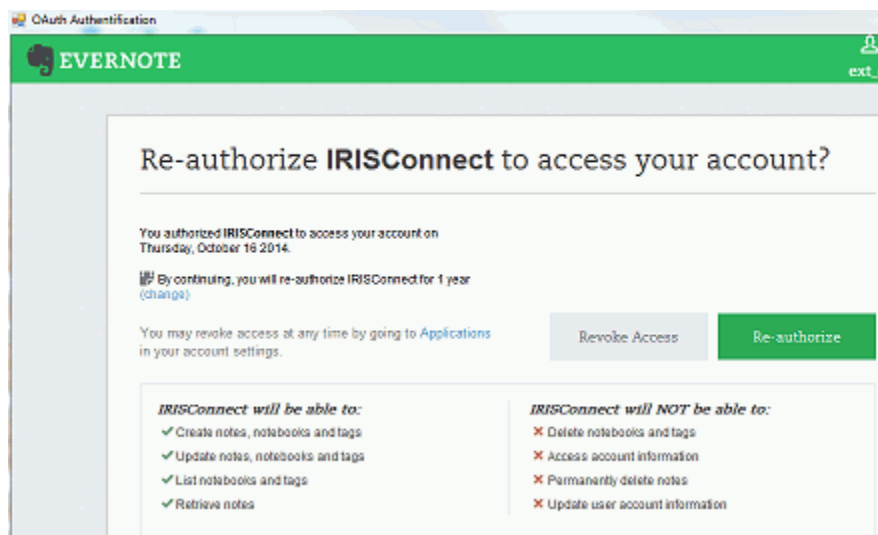 OAuth Authentification
EVERNOTE
ext_
Re-authorize IRISConnect to access your account?
You authorized IRISConnect to access your account on
Thursday, October 16 2014.
By continuing, you will re-authorize IRISConnect for 1 year
(change)
You may revoke access at any time by going to Applications
in your account settings.
Revoke Access
Re-authorize
IRISConnect will be able to:
Create notes, notebooks and tags
Update notes, notebooks and tags
List notebooks and tags
Retrieve notes
IRISConnect will NOT be able to:
Delete notebooks and tags
Access account information
Permanently delete notes
Update user account information